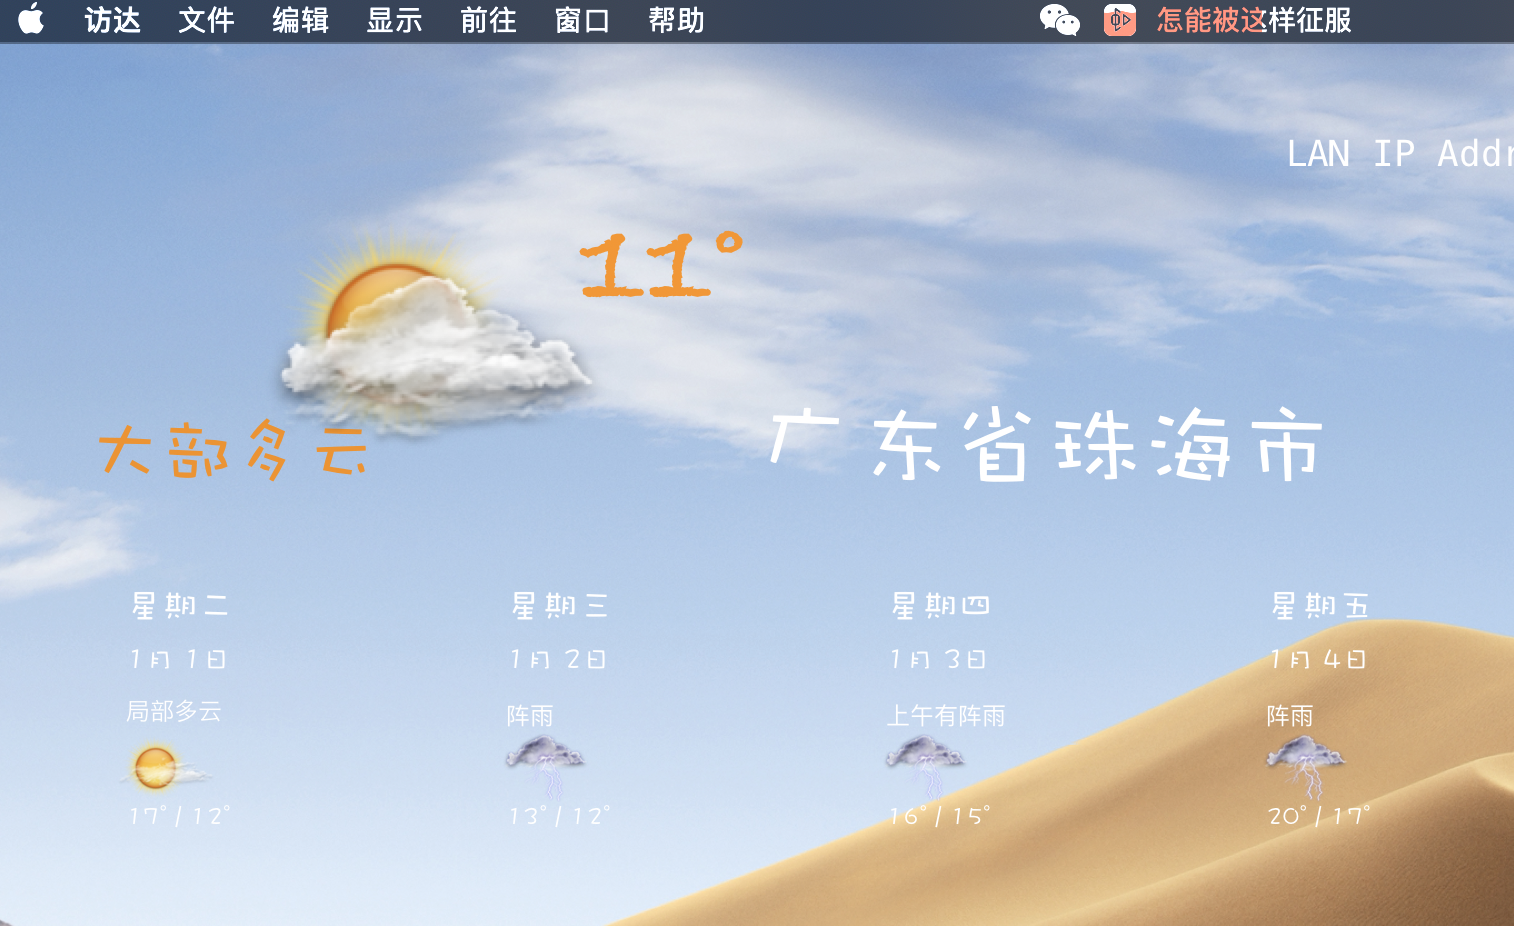 访达 文件 编辑 显示 前往 窗口 帮助 怎能被这样征服
LAN IP Addr
11°
大部多云
广东省珠海市
星期二 星期三 星期四 星期五
1月 1日 1月 2日 1月 3日 1月 4日
局部多云 阵雨 上午有阵雨 阵雨
17°/12° 13°/12° 16°/15° 20°/17°